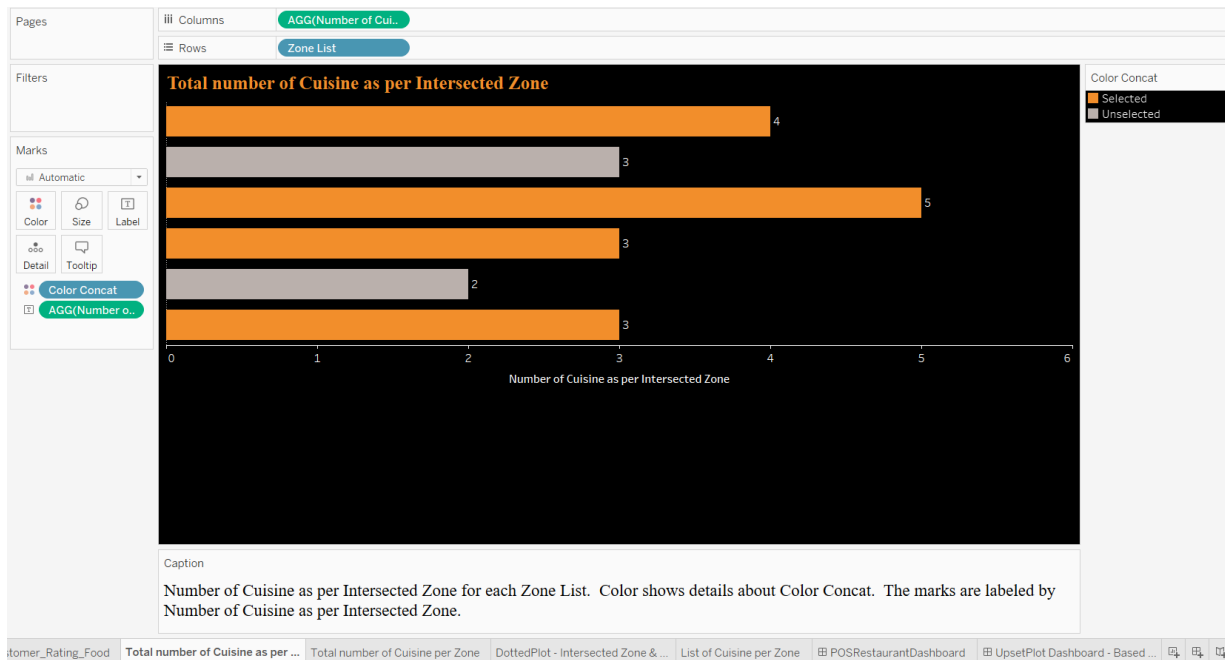 Pages
iii Columns
AGG(Number of Cui..
Rows
Zone List
Filters
Marks
Automatic
Color
Size
Label
Detail
Tooltip
Color Concat
AGG(Number o..
Total number of Cuisine as per Intersected Zone
4
3
5
3
2
3
0 1 2 3 4 5 6
Number of Cuisine as per Intersected Zone
Color Concat
Selected
Unselected
Caption
Number of Cuisine as per Intersected Zone for each Zone List. Color shows details about Color Concat. The marks are labeled by
Number of Cuisine as per Intersected Zone.
stomer_Rating_Food Total number of Cuisine as per ... Total number of Cuisine per Zone DottedPlot - Intersected Zone & ... List of Cuisine per Zone POSRestaurantDashboard UpsetPlot Dashboard - Based ...